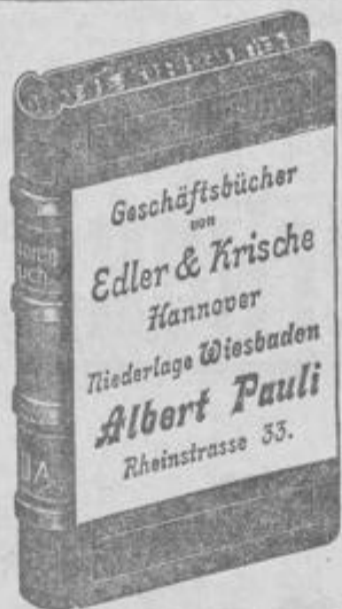 Geschäftsbücher
von
Edler & Krische
Hannover
Niederlage Wiesbaden
Albert Pauli
Rheinstrasse 33.